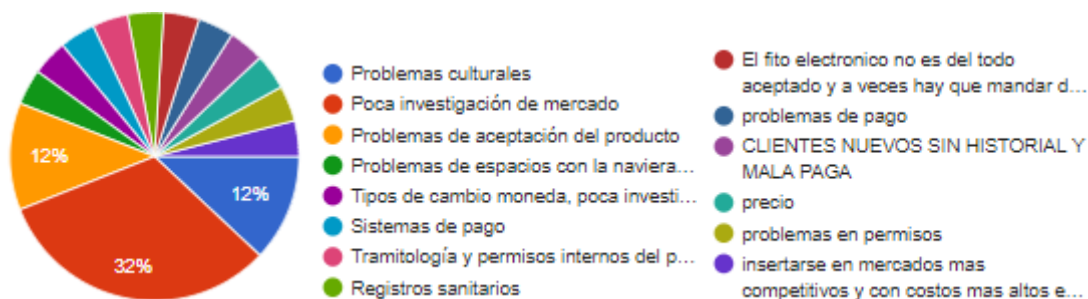 12%
12%
32%
Problemas culturales
Poca investigación de mercado
Problemas de aceptación del producto
Problemas de espacios con la naviera...
Tipos de cambio moneda, poca investi...
Sistemas de pago
Tramitología y permisos internos del p...
Registros sanitarios
El fito electronico no es del todo
aceptado y a veces hay que mandar d...
problemas de pago
CLIENTES NUEVOS SIN HISTORIAL Y
MALA PAGA
precio
problemas en permisos
insertarse en mercados mas
competitivos y con costos mas altos e...